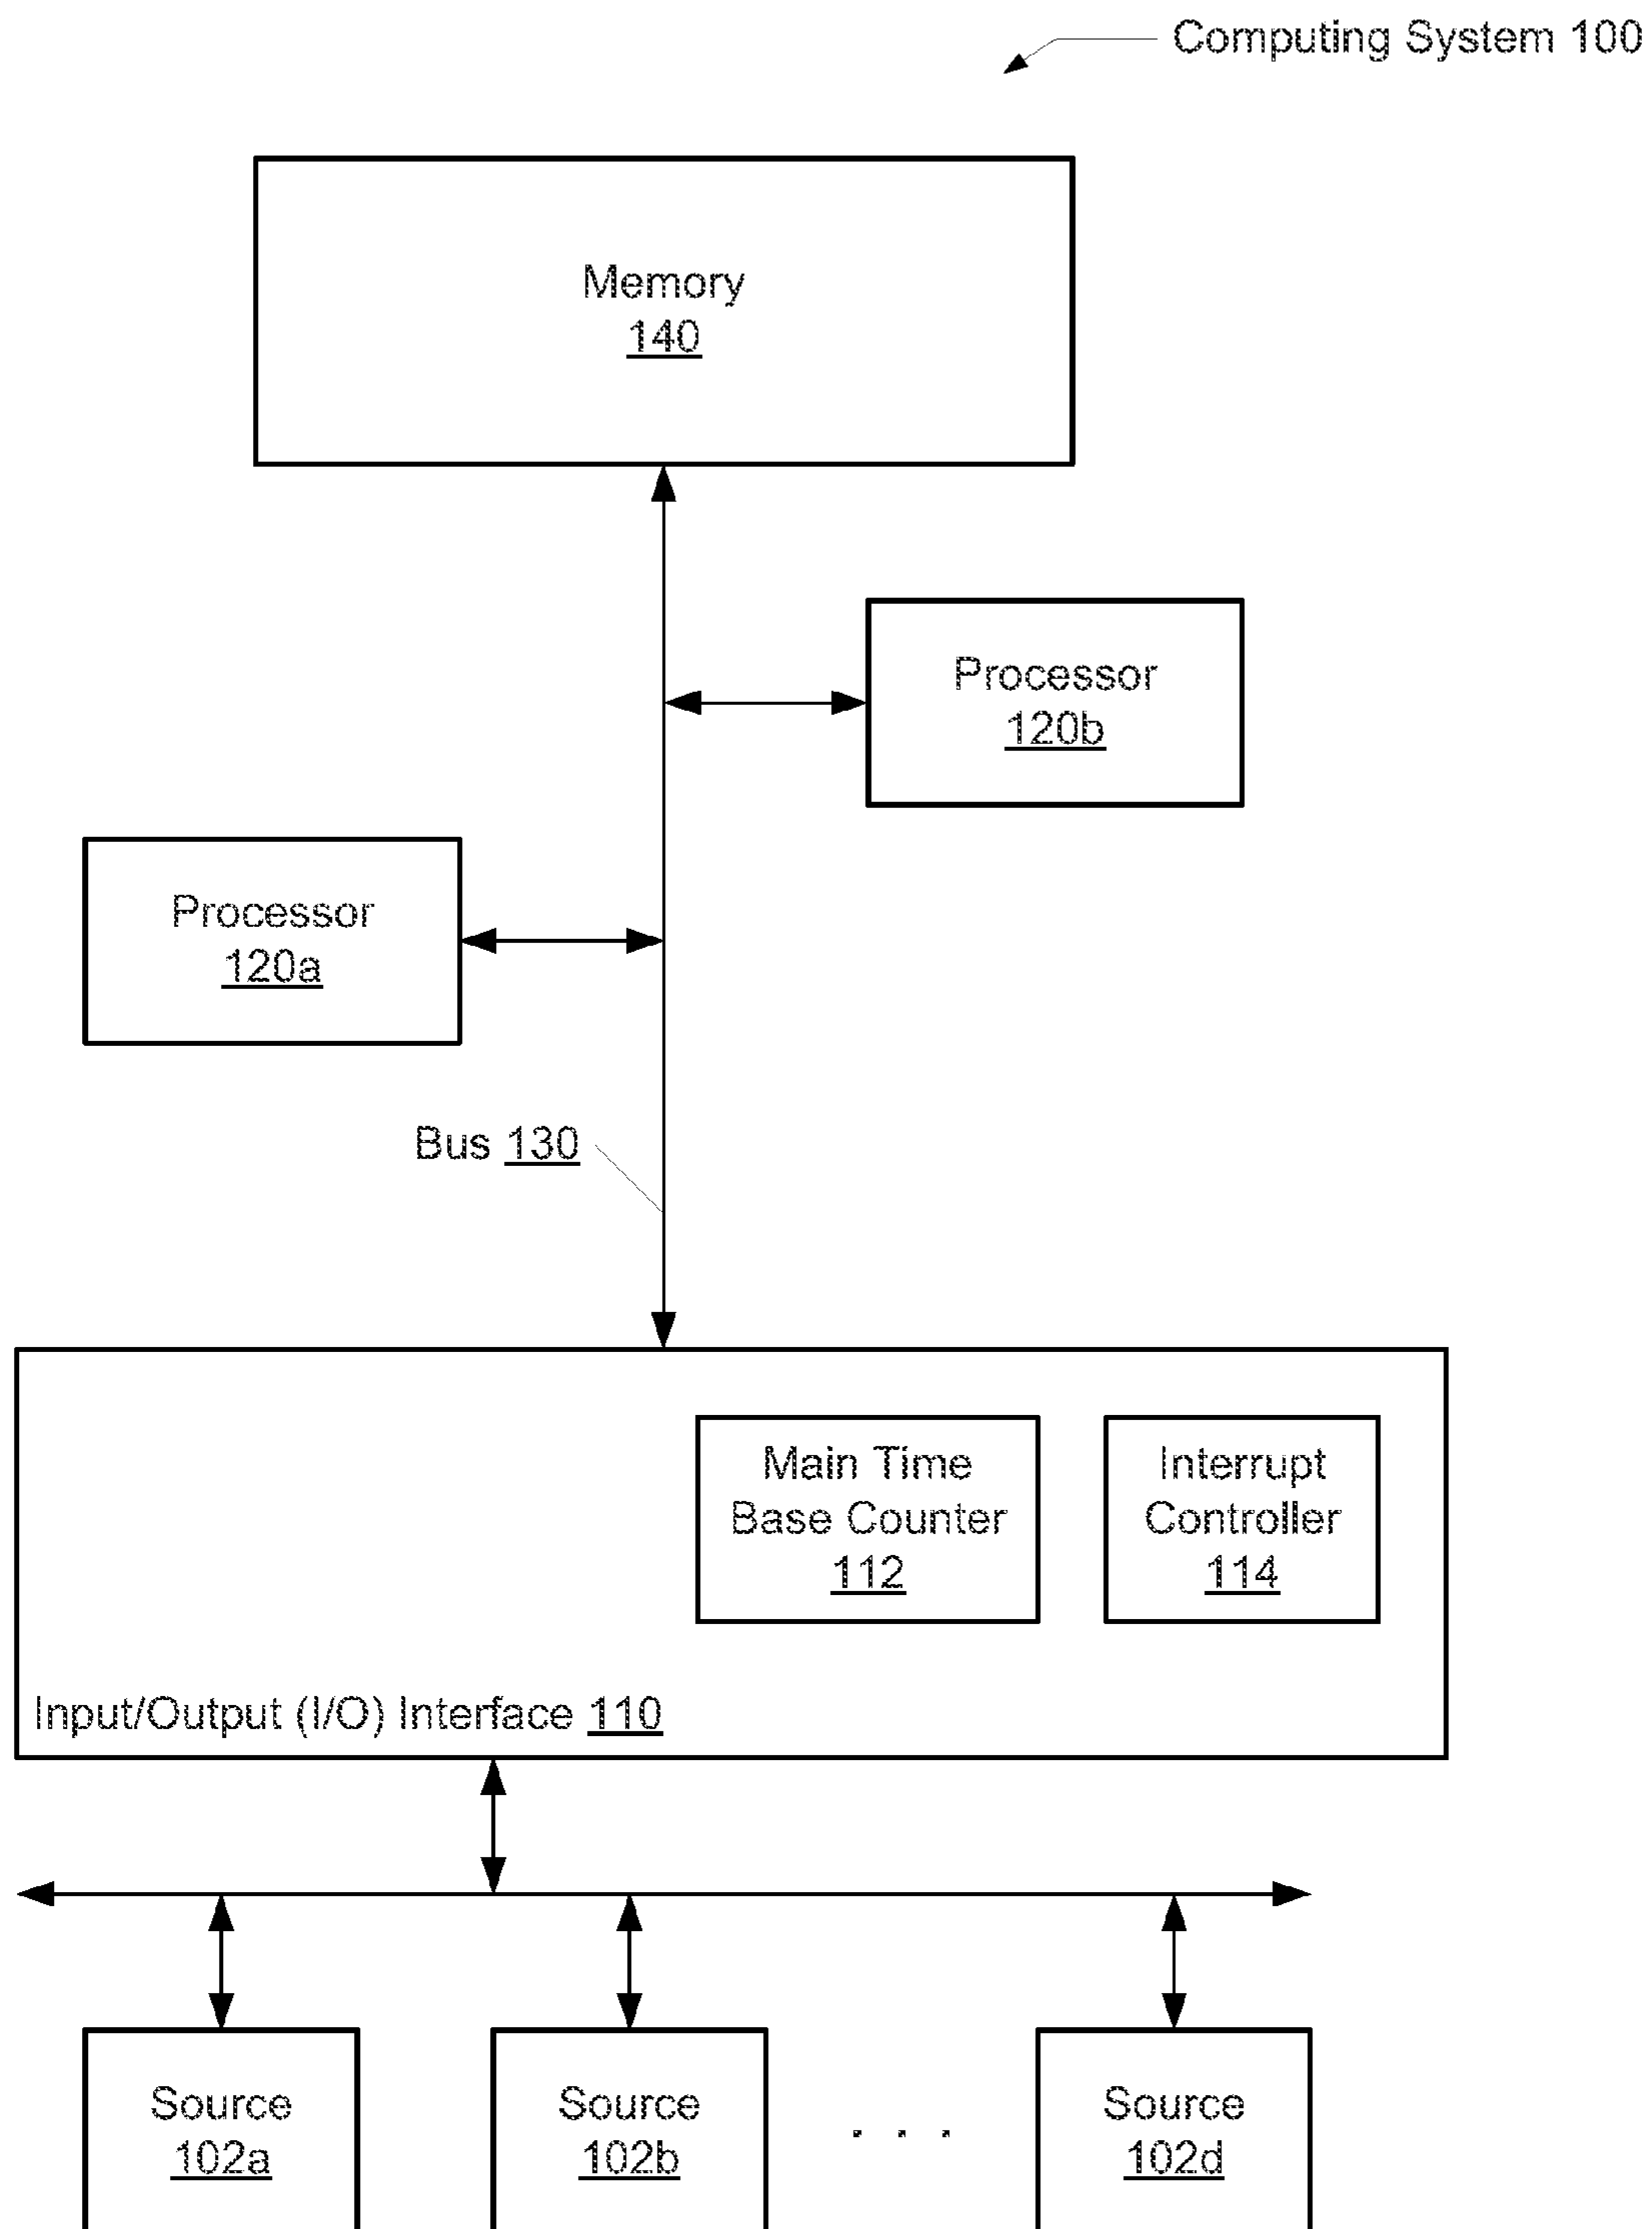 Computing System 100
Memory
140
Processor
120b
Processor
120a
Bus 130
Main Time
Base Counter
112
Interrupt
Controller
114
Input/Output (I/O) Interface 110
Source
102a
Source
102b
. . .
Source
102d